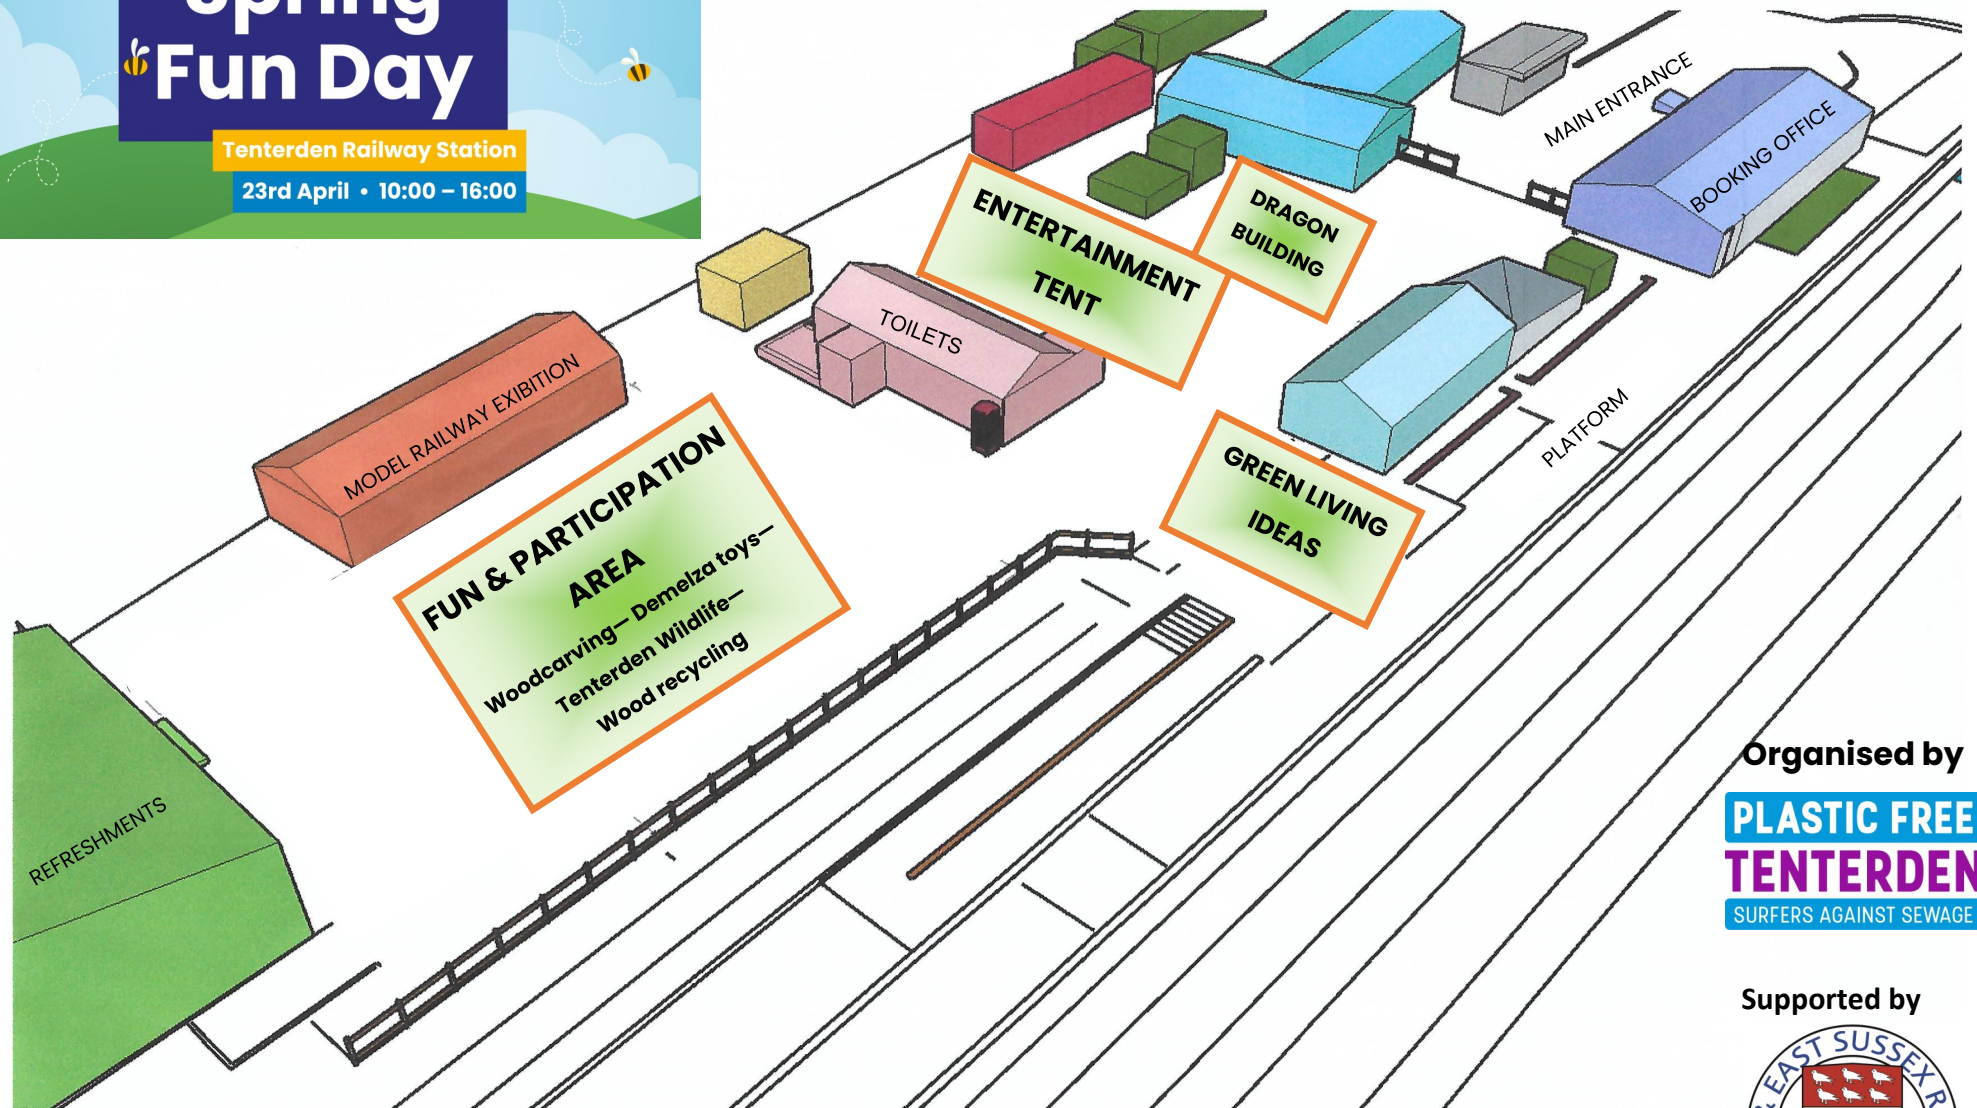 Spring
Fun Day
Tenterden Railway Station
23rd April • 10:00 – 16:00
MAIN ENTRANCE
BOOKING OFFICE
DRAGON
BUILDING
ENTERTAINMENT
TENT
TOILETS
MODEL RAILWAY EXIBITION
PLATFORM
GREEN LIVING
IDEAS
FUN & PARTICIPATION
AREA
Woodcarving— Demelza toys—
Tenterden Wildlife—
Wood recycling
REFRESHMENTS
Organised by
PLASTIC FREE
TENTERDEN
SURFERS AGAINST SEWAGE
Supported by
& EAST SUSSEX R